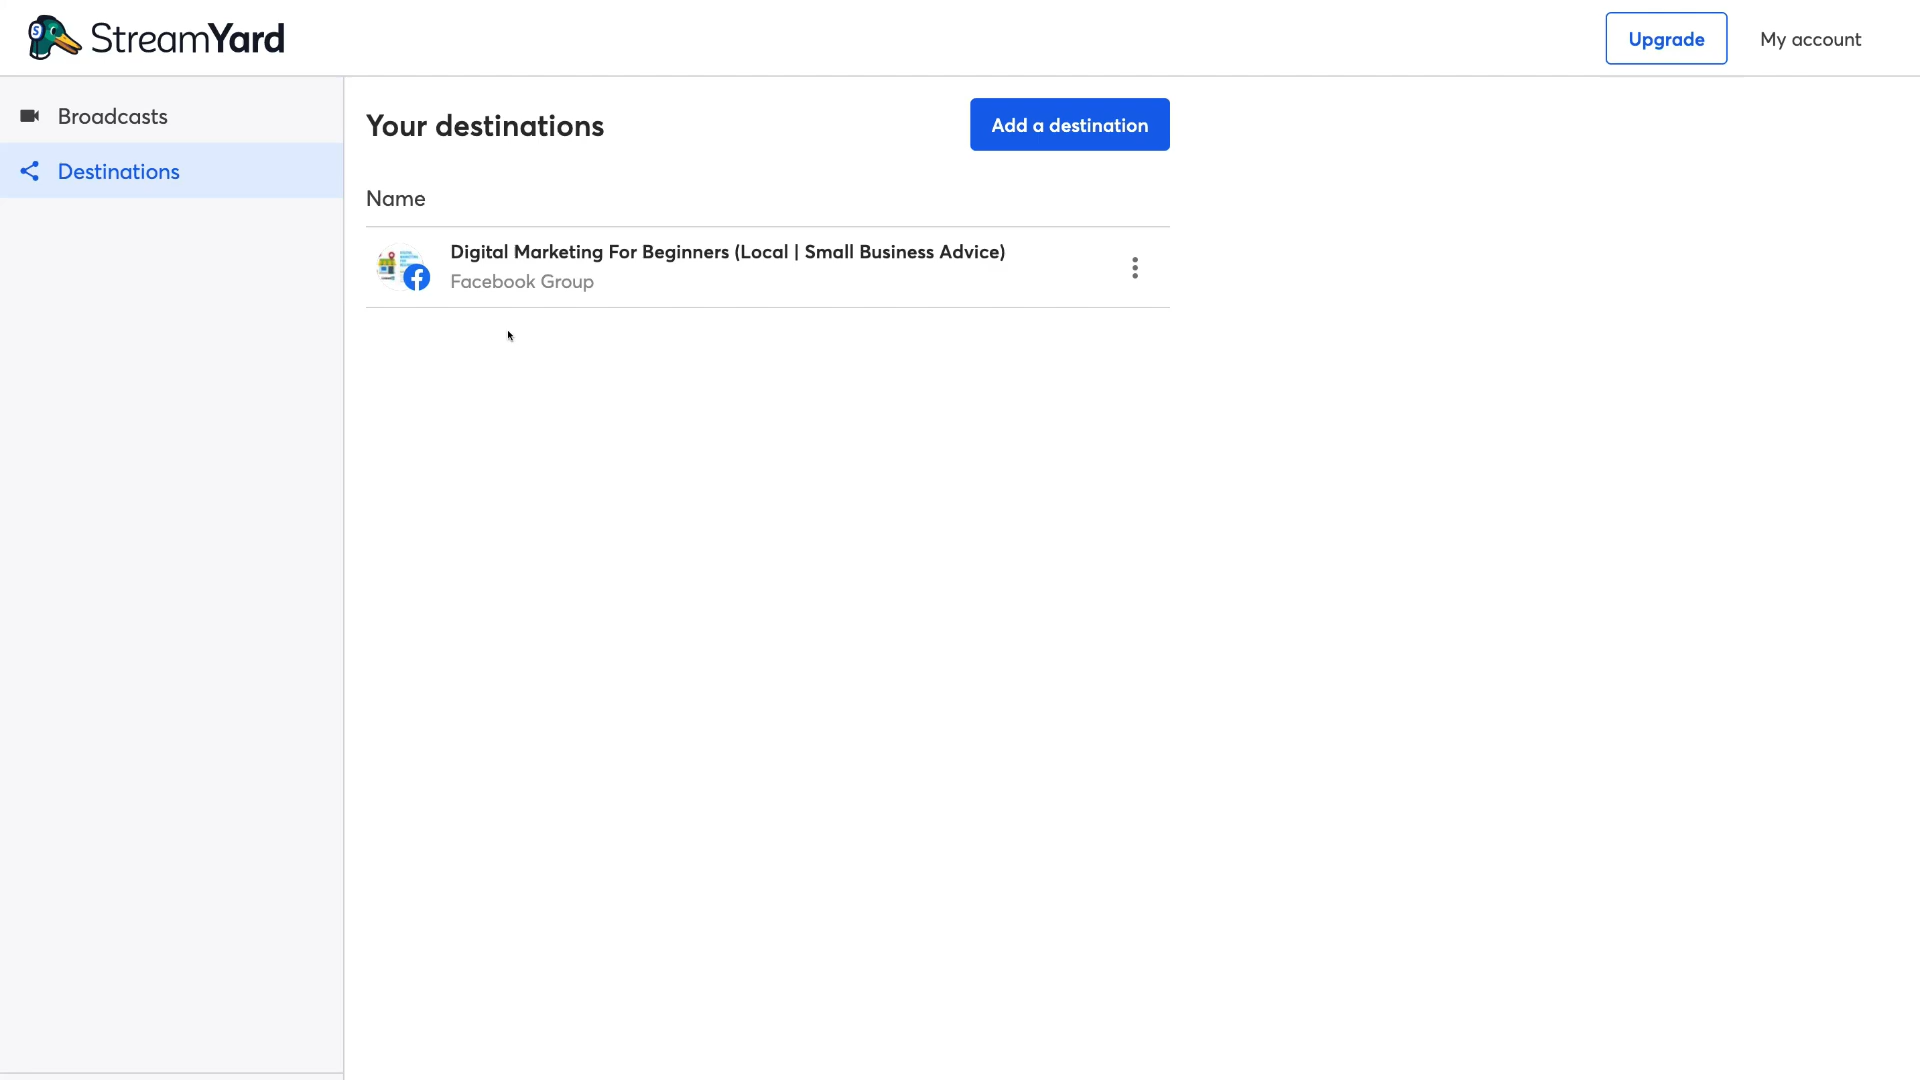 StreamYard
Upgrade
My account
Broadcasts
Destinations
Your destinations
Add a destination
Name
Digital Marketing For Beginners (Local | Small Business Advice)
Facebook Group